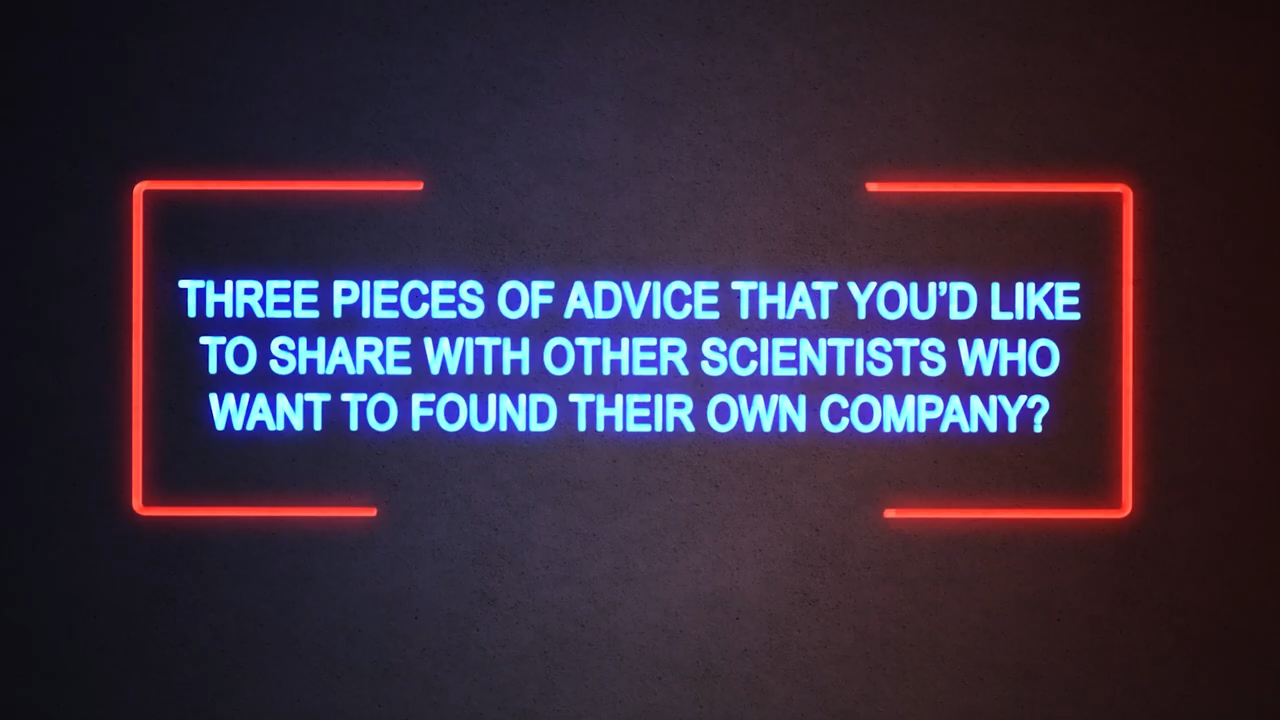 THREE PIECES OF ADVICE THAT YOU’D LIKE
TO SHARE WITH OTHER SCIENTISTS WHO
WANT TO FOUND THEIR OWN COMPANY?